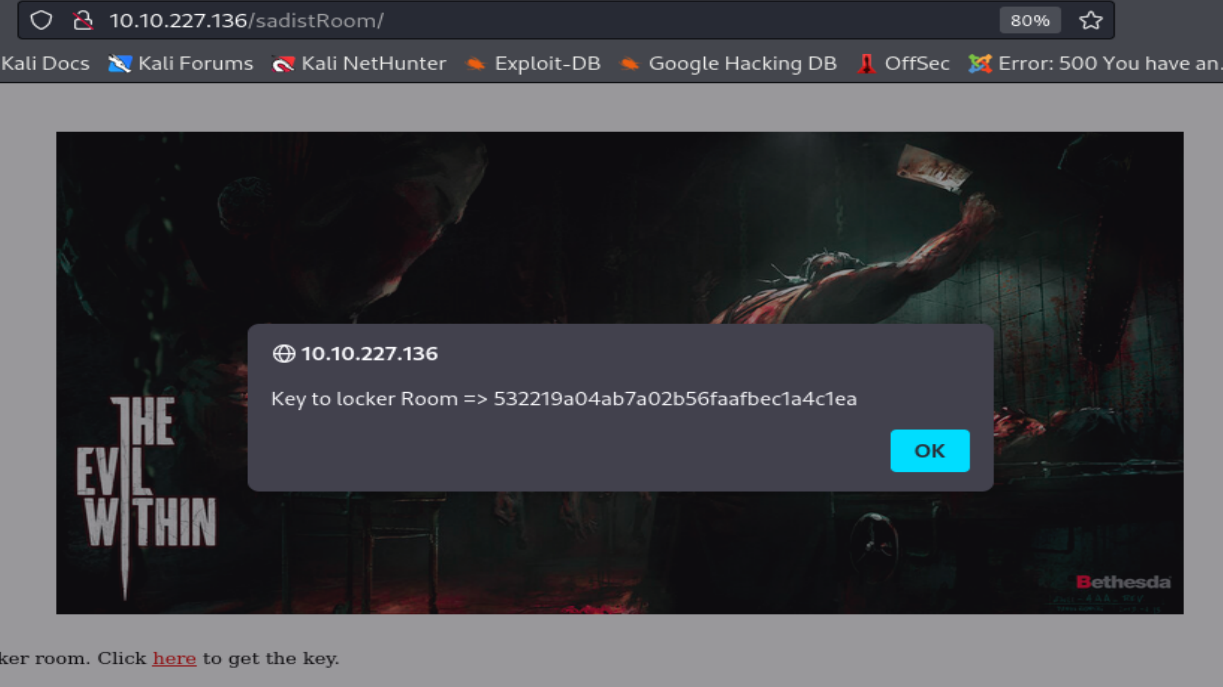 10.10.227.136/sadistRoom/
80%
Kali Docs Kali Forums Kali NetHunter Exploit-DB Google Hacking DB OffSec Error: 500 You have an.
10.10.227.136
Key to locker Room => 532219a04ab7a02b56faafbec1a4c1ea
OK
THE
EVIL
WITHIN
Bethesda
ker room. Click here to get the key.